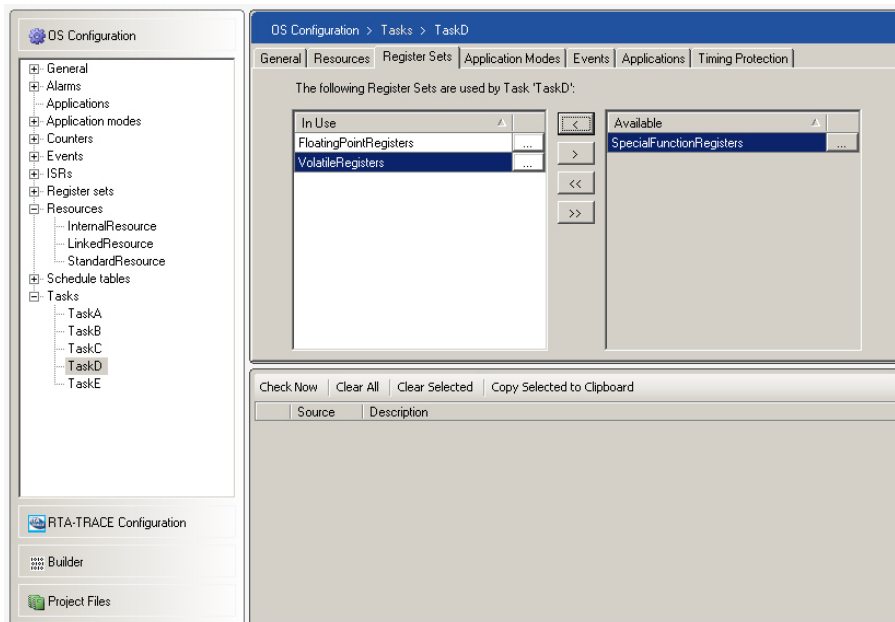 OS Configuration
General
Alarms
Applications
Application modes
Counters
Events
ISRs
Register sets
Resources
InternalResource
LinkedResource
StandardResource
Schedule tables
Tasks
TaskA
TaskB
TaskC
TaskD
TaskE
RTA-TRACE Configuration
Builder
Project Files
OS Configuration > Tasks > TaskD
General Resources Register Sets Application Modes Events Applications Timing Protection
The following Register Sets are used by Task 'TaskD':
In Use
FloatingPointRegisters ...
VolatileRegisters ...
<
>
<<
>>
Available
SpecialFunctionRegisters ...
Check Now Clear All Clear Selected Copy Selected to Clipboard
Source Description